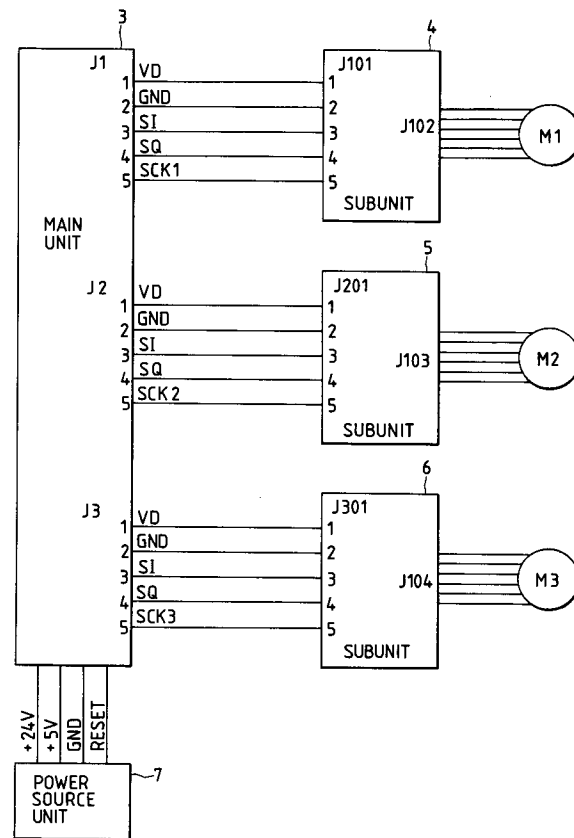 3
4
J1
J101
1 VD 1
2 GND 2
J102
M1
3 SI 3
4 SQ 4
5 SCK1 5
SUBUNIT
MAIN
UNIT
5
J2
J201
1 VD 1
2 GND 2
3 SI 3
J103
M2
4 SQ 4
5 SCK2 5
SUBUNIT
6
J3
J301
1 VD 1
2 GND 2
3 SI 3
J104
M3
4 SQ 4
5 SCK3 5
SUBUNIT
+24V
+5V
GND
RESET
7
POWER
SOURCE
UNIT